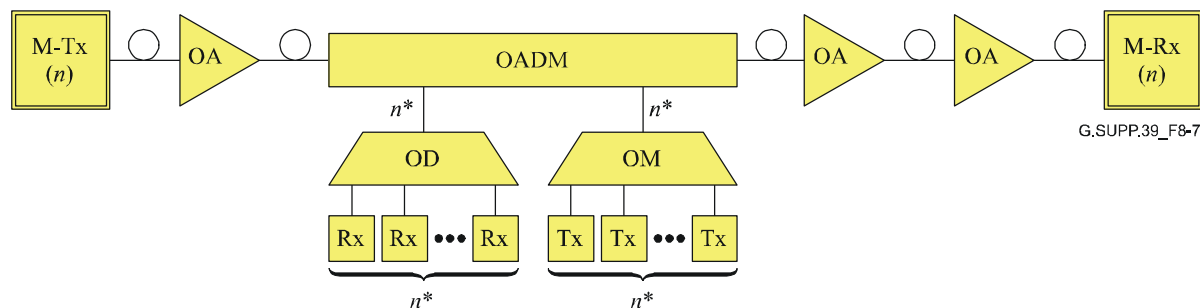 M-Tx
(n)
OA
OADM
OA
OA
M-Rx
(n)
G.SUPP.39_F8-7
n*
n*
OD
OM
Rx
Rx
•••
Rx
Tx
Tx
•••
Tx
n*
n*